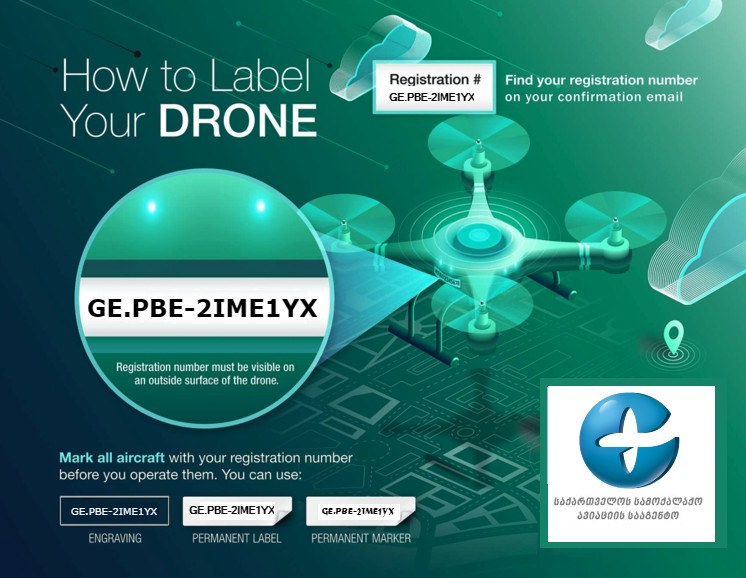 How to Label
Your DRONE
Registration #
GE.PBE-2IME1YX
Find your registration number
on your confirmation email
GE.PBE-2IME1YX
Registration number must be visible on
an outside surface of the drone.
Mark all aircraft with your registration number
before you operate them. You can use:
GE.PBE-2IME1YX
ENGRAVING
GE.PBE-2IME1YX
PERMANENT LABEL
GE.PBE-2IME1YX
PERMANENT MARKER
საქართველოს სამოქალაქო
ავიაციის სააგენტო